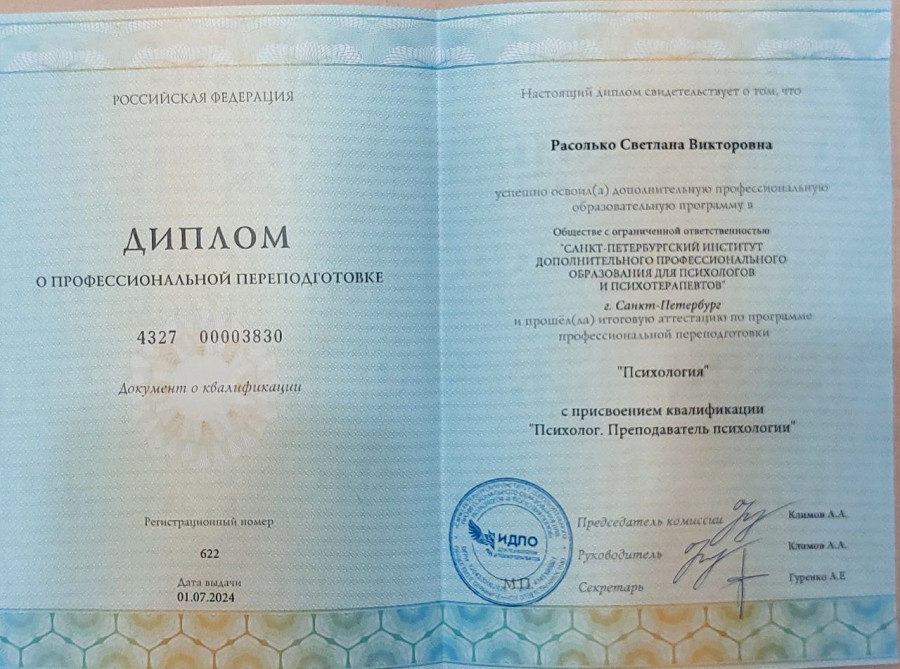 РОССИЙСКАЯ ФЕДЕРАЦИЯ
ДИПЛОМ
О ПРОФЕССИОНАЛЬНОЙ ПЕРЕПОДГОТОВКЕ
4327 00003830
Документ о квалификации
Регистрационный номер
622
Дата выдачи
01.07.2024
Настоящий диплом свидетельствует о том, что
Расолько Светлана Викторовна
успешно освоил(а) дополнительную профессиональную
образовательную программу в
Обществе с ограниченной ответственностью
"САНКТ-ПЕТЕРБУРГСКИЙ ИНСТИТУТ
ДОПОЛНИТЕЛЬНОГО ПРОФЕССИОНАЛЬНОГО
ОБРАЗОВАНИЯ ДЛЯ ПСИХОЛОГОВ
И ПСИХОТЕРАПЕВТОВ"
г. Санкт-Петербург
и прошёл(ла) итоговую аттестацию по программе
профессиональной переподготовки
"Психология"
с присвоением квалификации
"Психолог. Преподаватель психологии"
Председатель комиссии Климов А.А.
Руководитель Климов А.А.
Секретарь Гуренко А.Е
ИДПО
М.П.